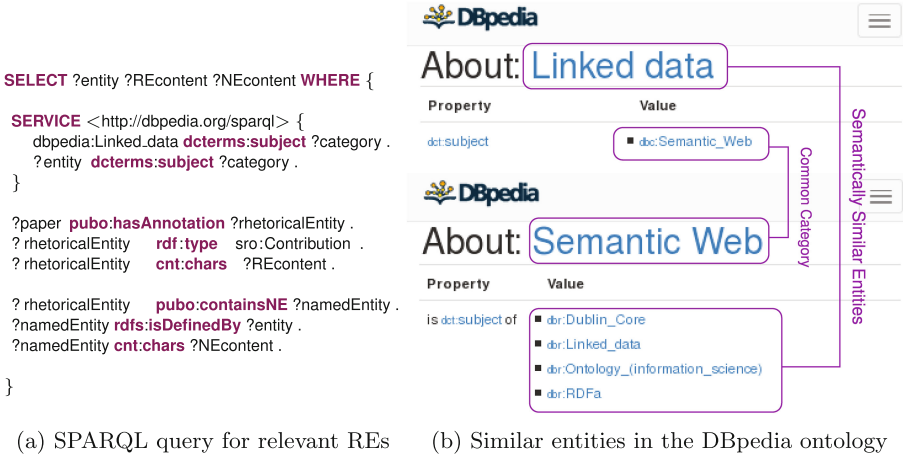 SELECT ?entity ?REcontent ?NEcontent WHERE {
SERVICE <http://dbpedia.org/sparql> {
dbpedia:Linked_data dcterms:subject ?category .
?entity dcterms:subject ?category .
}
?paper pubo:hasAnnotation ?rhetoricalEntity .
? rhetoricalEntity rdf:type sro:Contribution .
? rhetoricalEntity cnt:chars ?REcontent .
? rhetoricalEntity pubo:containsNE ?namedEntity .
?namedEntity rdfs:isDefinedBy ?entity .
?namedEntity cnt:chars ?NEcontent .
}
(a) SPARQL query for relevant REs
DBpedia
About: Linked data
Property Value
dct:subject dbc:Semantic_Web
DBpedia
About: Semantic Web
Property Value
is dct:subject of dbr:Dublin_Core
dbr:Linked_data
dbr:Ontology_(information_science)
dbr:RDFa
Common Category
Semantically Similar Entities
(b) Similar entities in the DBpedia ontology